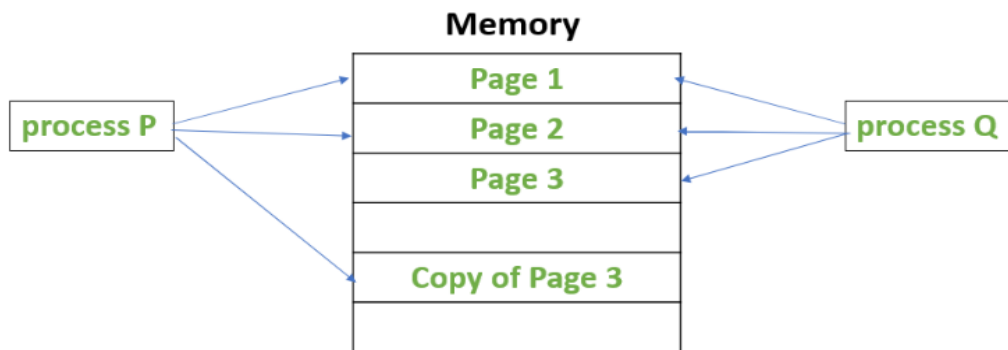 Memory
Page 1
process P
Page 2
process Q
Page 3
Copy of Page 3